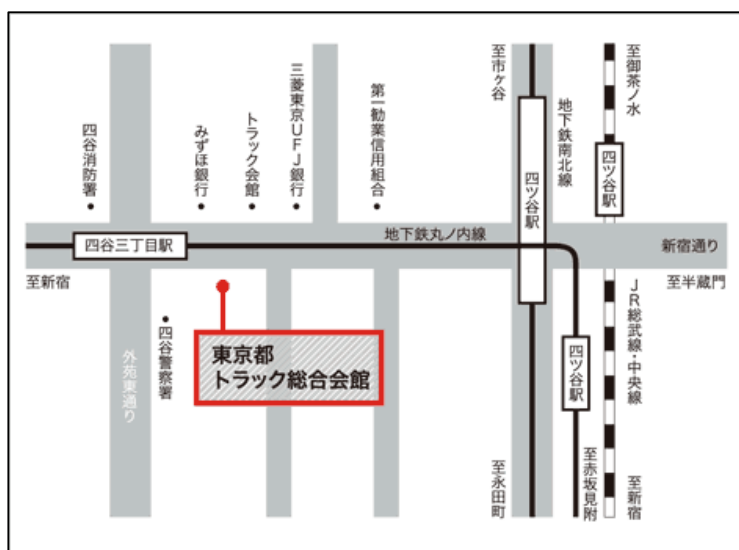 四谷消防署
みずほ銀行
トラック会館
三菱東京UFJ銀行
第一勧業信用組合
至市ヶ谷
四ツ谷駅
地下鉄南北線
至御茶ノ水
四ツ谷駅
四谷三丁目駅
地下鉄丸ノ内線
新宿通り
至新宿
至半蔵門
外苑東通り
四谷警察署
東京都
トラック総合会館
四ツ谷駅
JR総武線・中央線
至永田町
至赤坂見附
至新宿